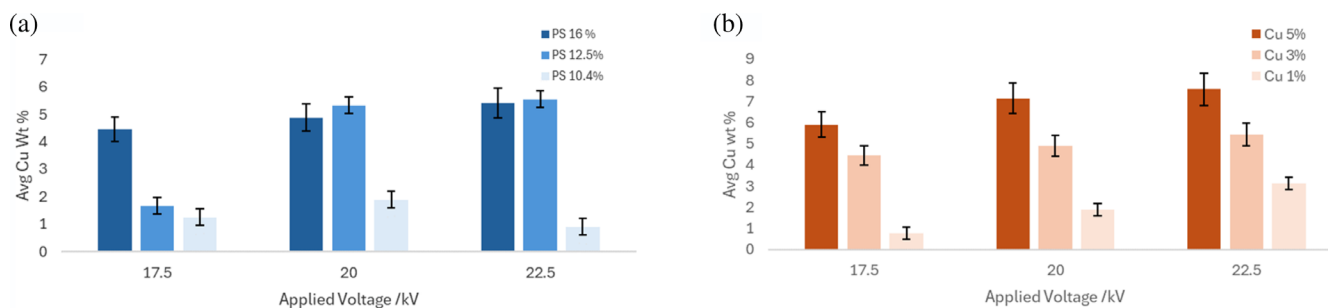 (a)
PS 16 %
PS 12.5%
PS 10.4%
Avg Cu Wt %
7
6
5
4
3
2
1
0
17.5 20 22.5
Applied Voltage /kV
(b)
Cu 5%
Cu 3%
Cu 1%
Avg Cu wt %
9
8
7
6
5
4
3
2
1
0
17.5 20 22.5
Applied Voltage /kV